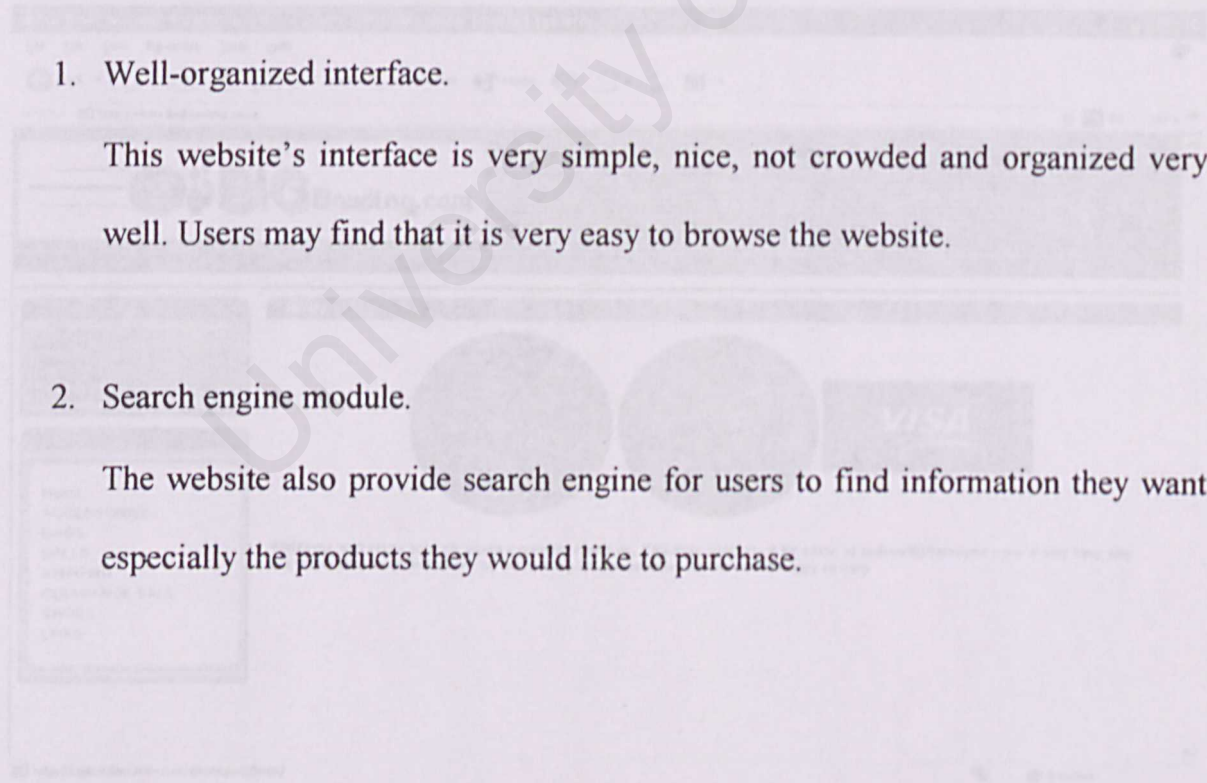 1. Well-organized interface.
This website's interface is very simple, nice, not crowded and organized very
well. Users may find that it is very easy to browse the website.
2. Search engine module.
The website also provide search engine for users to find information they want
especially the products they would like to purchase.
University
VISA